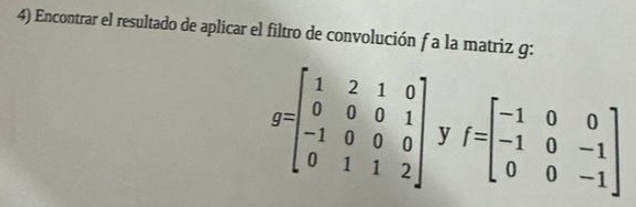 4) Encontrar el resultado de aplicar el filtro de convolución f a la matriz g:
g= [1 2 1 0] y f= [-1 0 0]
[0 0 0 1] [-1 0 -1]
[-1 0 0 0] [0 0 -1]
[0 1 1 2]